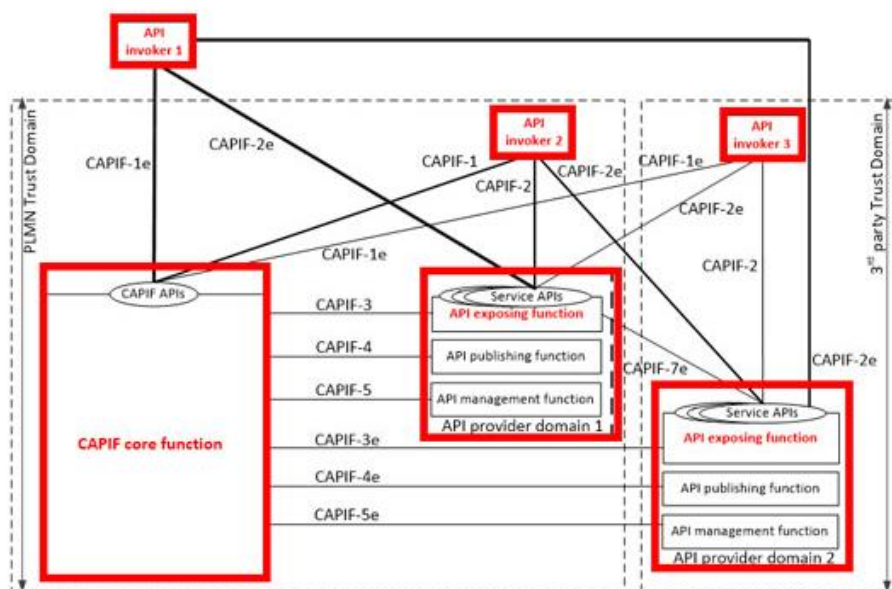 API
invoker 1
PLMN Trust Domain
3rd party Trust Domain
API
invoker 2
API
invoker 3
CAPIF-1e
CAPIF-2e
CAPIF-1
CAPIF-2
CAPIF-2e
CAPIF-1e
CAPIF-2e
CAPIF-1e
CAPIF-2
CAPIF APIs
Service APIs
API exposing function
API publishing function
API management function
API provider domain 1
CAPIF-3
CAPIF-4
CAPIF-5
CAPIF-7e
CAPIF-2e
CAPIF core function
CAPIF-3e
CAPIF-4e
CAPIF-5e
Service APIs
API exposing function
API publishing function
API management function
API provider domain 2